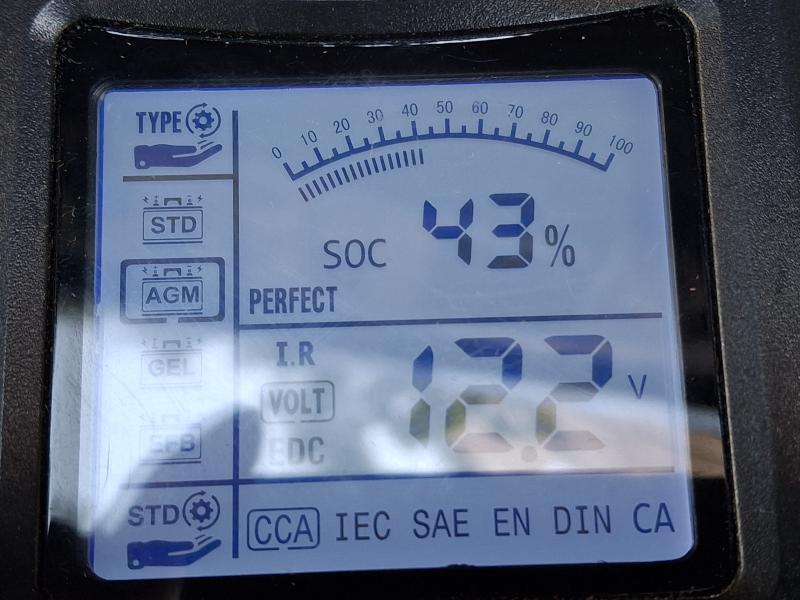 TYPE
0 10 20 30 40 50 60 70 80 90 100
STD
SOC 43 %
AGM
PERFECT
I.R
GEL
VOLT
12.2 V
EFB
EDC
STD
CCA IEC SAE EN DIN CA